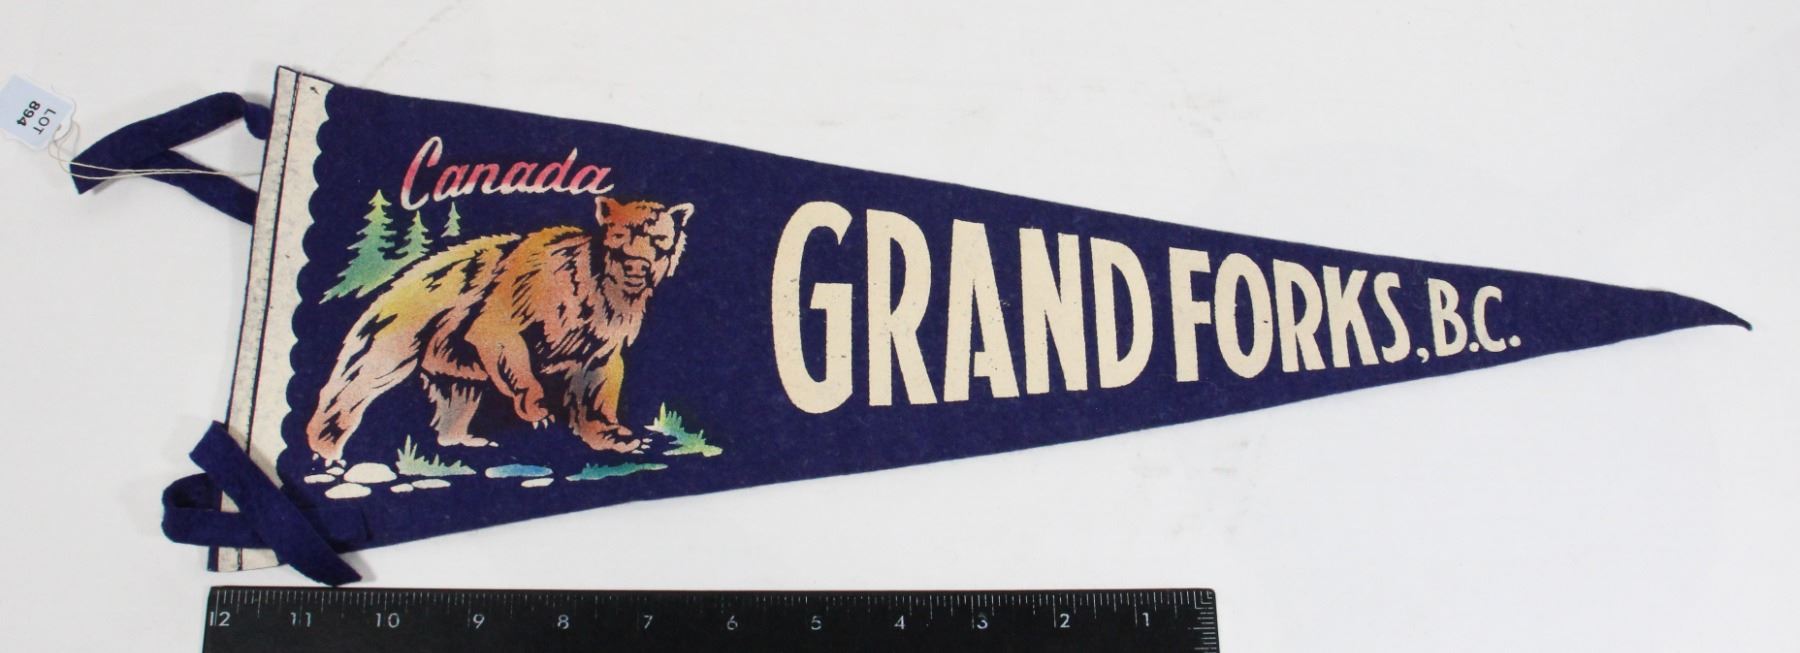 LOT
894
Canada
GRAND FORKS, B.C.
12 11 10 9 8 7 6 5 4 3 2 1